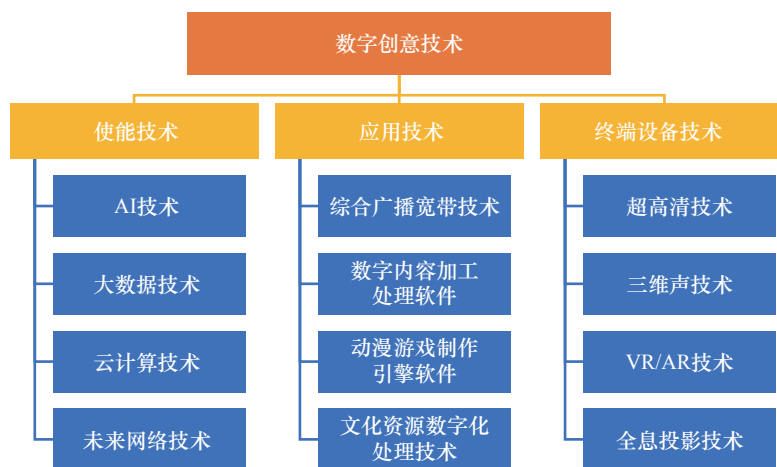 数字创意技术
使能技术
应用技术
终端设备技术
AI技术
综合广播宽带技术
超高清技术
大数据技术
数字内容加工
处理软件
三维声技术
云计算技术
动漫游戏制作
引擎软件
VR/AR技术
未来网络技术
文化资源数字化
处理技术
全息投影技术